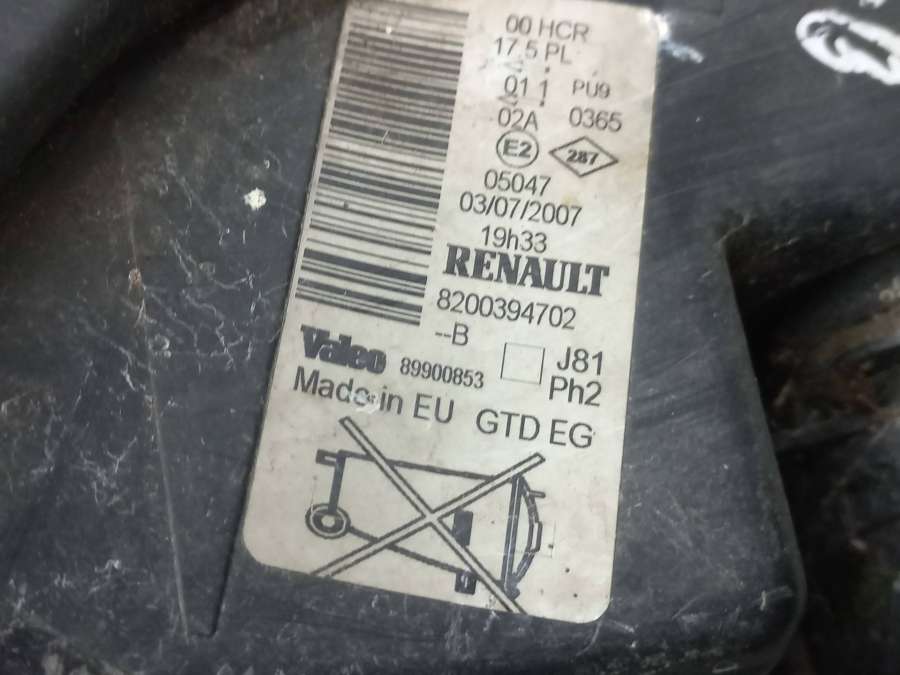 00 HCR
17.5 PL
01 1 PU9
02A 0365
E2 287
05047
03/07/2007
19h33
RENAULT
8200394702
--B
Valeo 89900853
J81
Ph2
Made in EU GTD EG